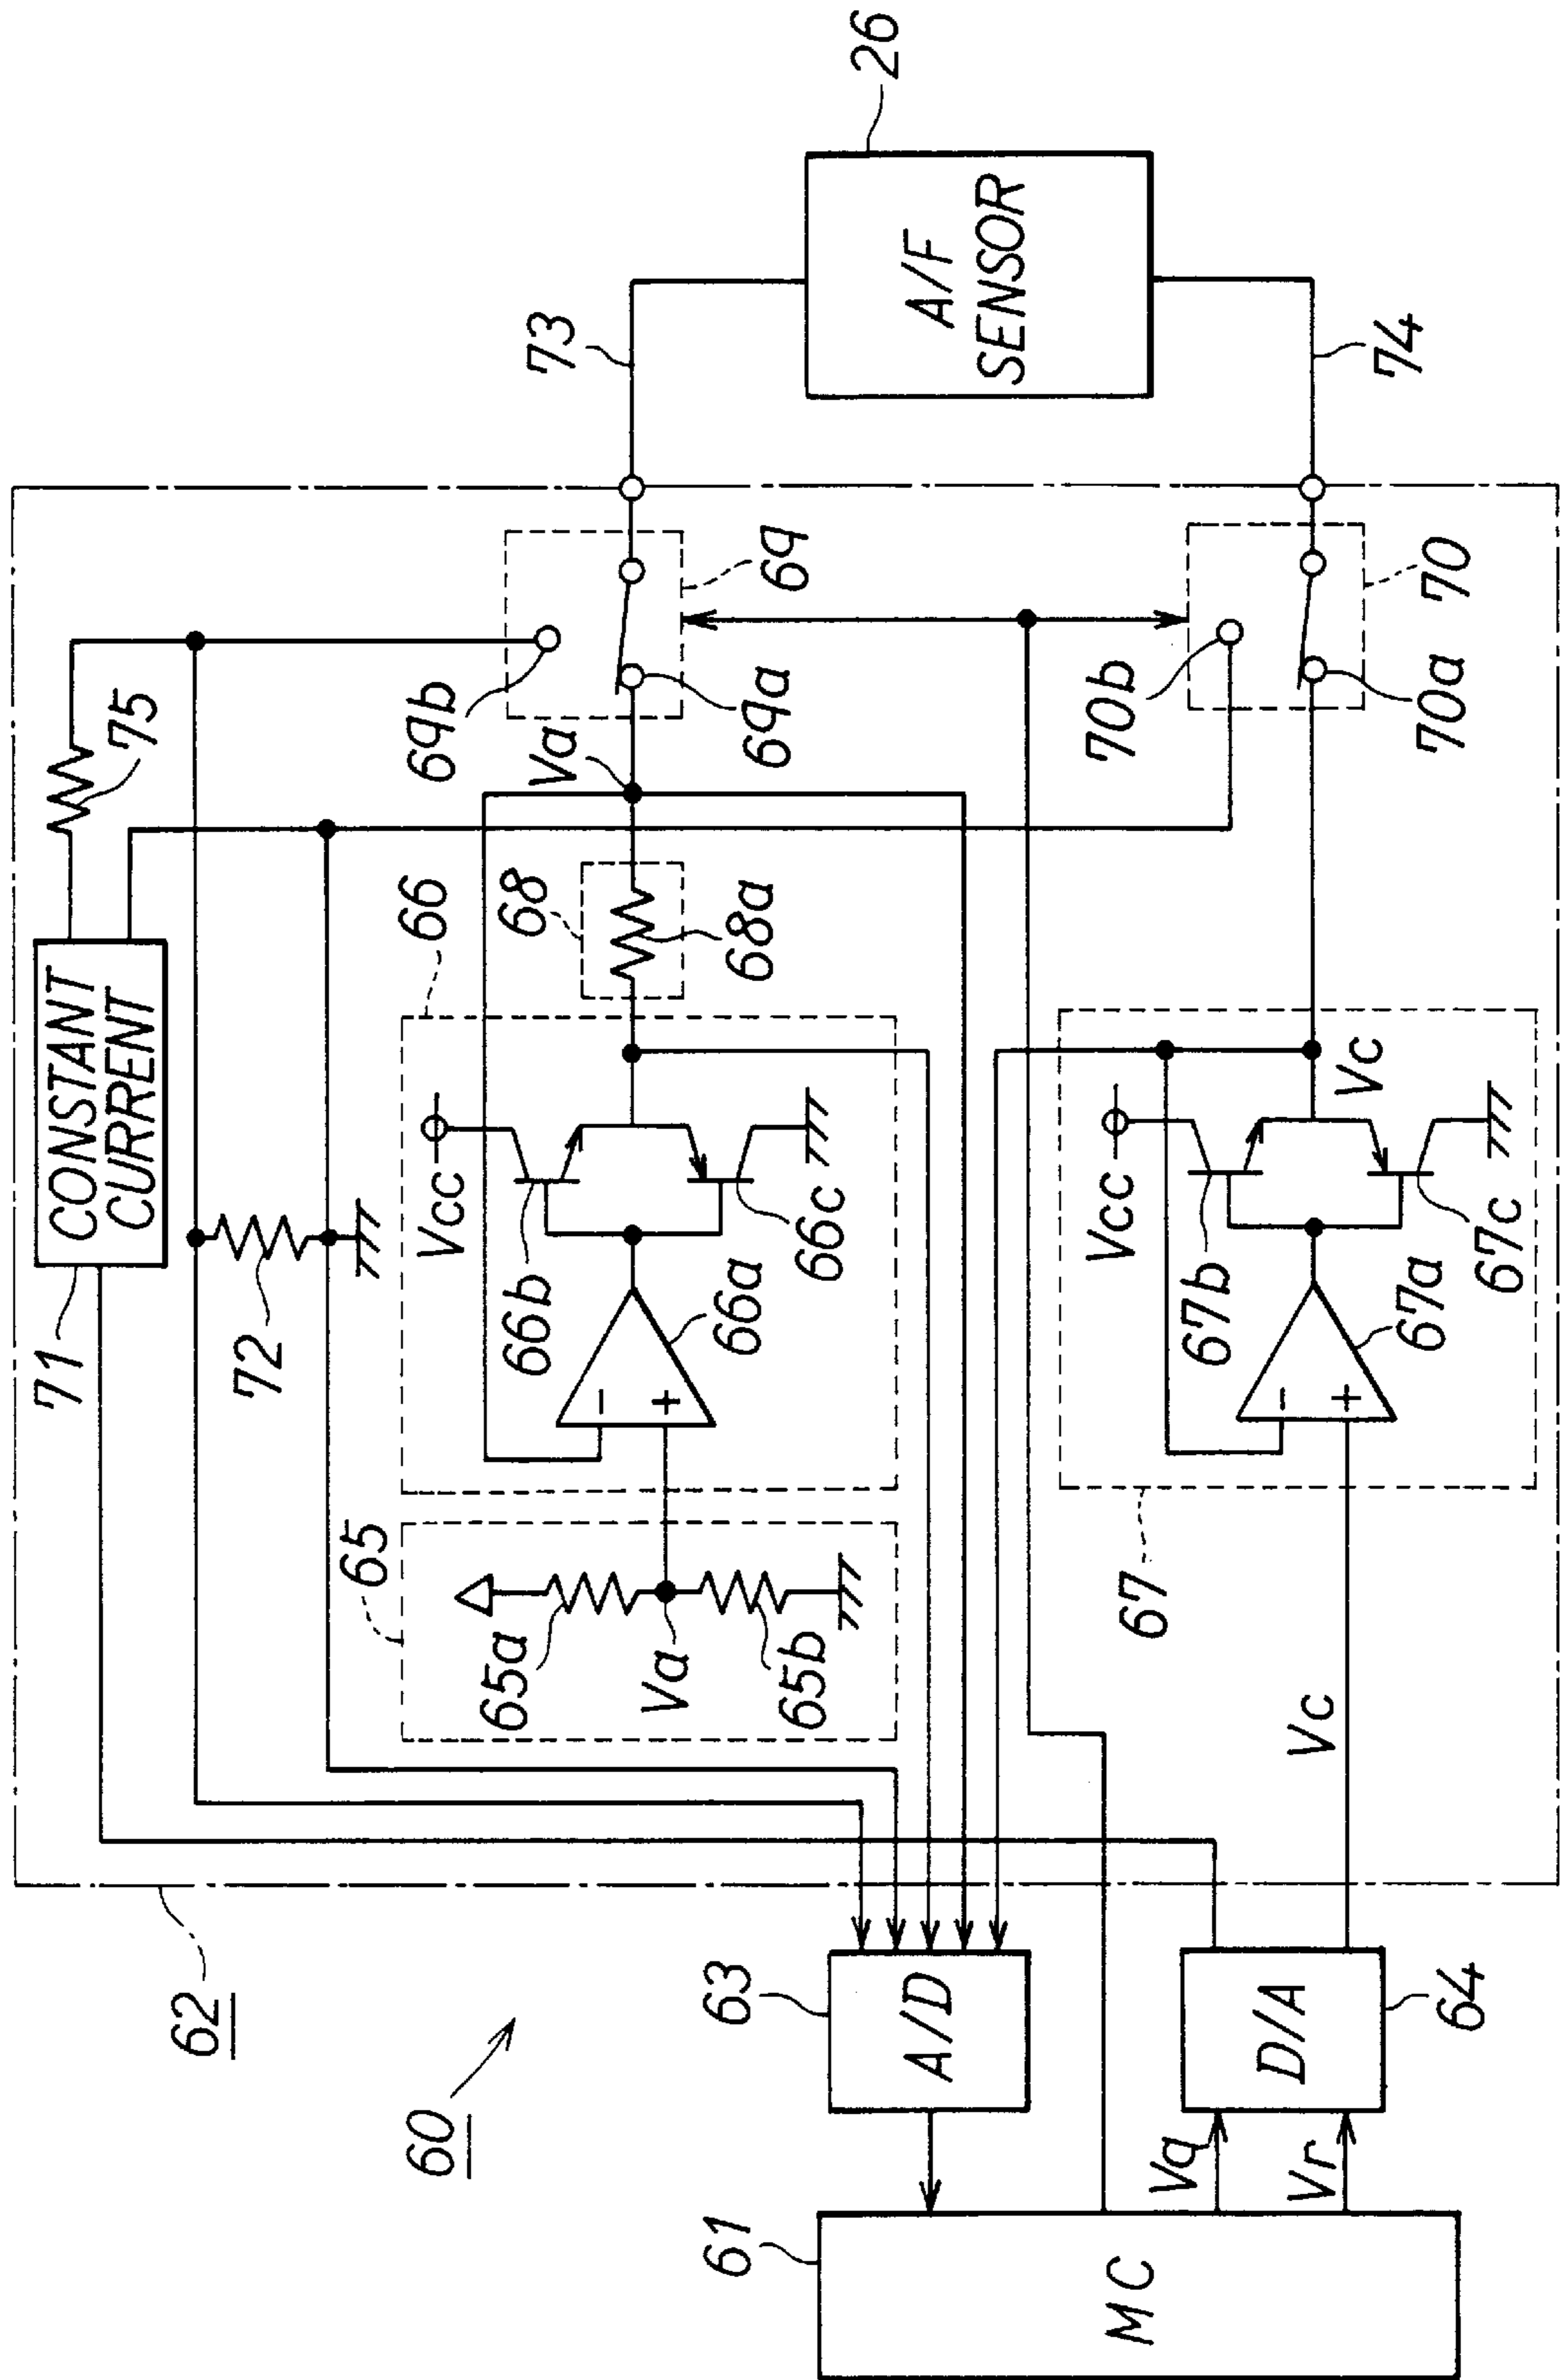 71
CONSTANT
CURRENT
75
72
69b
66
68
Va
73
26
65
Vcc
66b
68a
69a
69
A/F
SENSOR
65a
Va
65b
-
+
66a
66c
62
60
63
A/D
70b
70
74
67
Vcc
67b
Vc
70a
61
MC
Vq
Vr
D/A
64
Vc
-
+
67a
67c